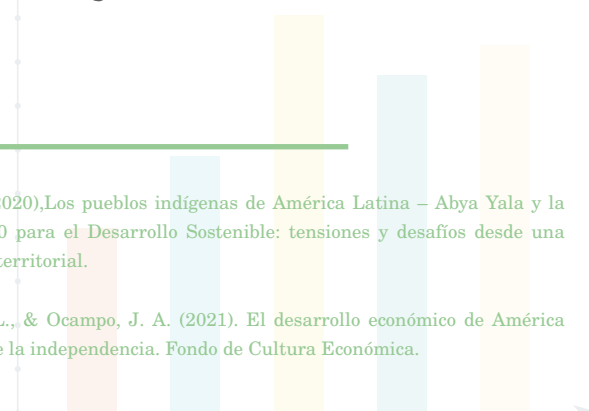 2020),Los pueblos indígenas de América Latina – Abya Yala y la
0 para el Desarrollo Sostenible: tensiones y desafíos desde una
territorial.
L., & Ocampo, J. A. (2021). El desarrollo económico de América
e la independencia. Fondo de Cultura Económica.